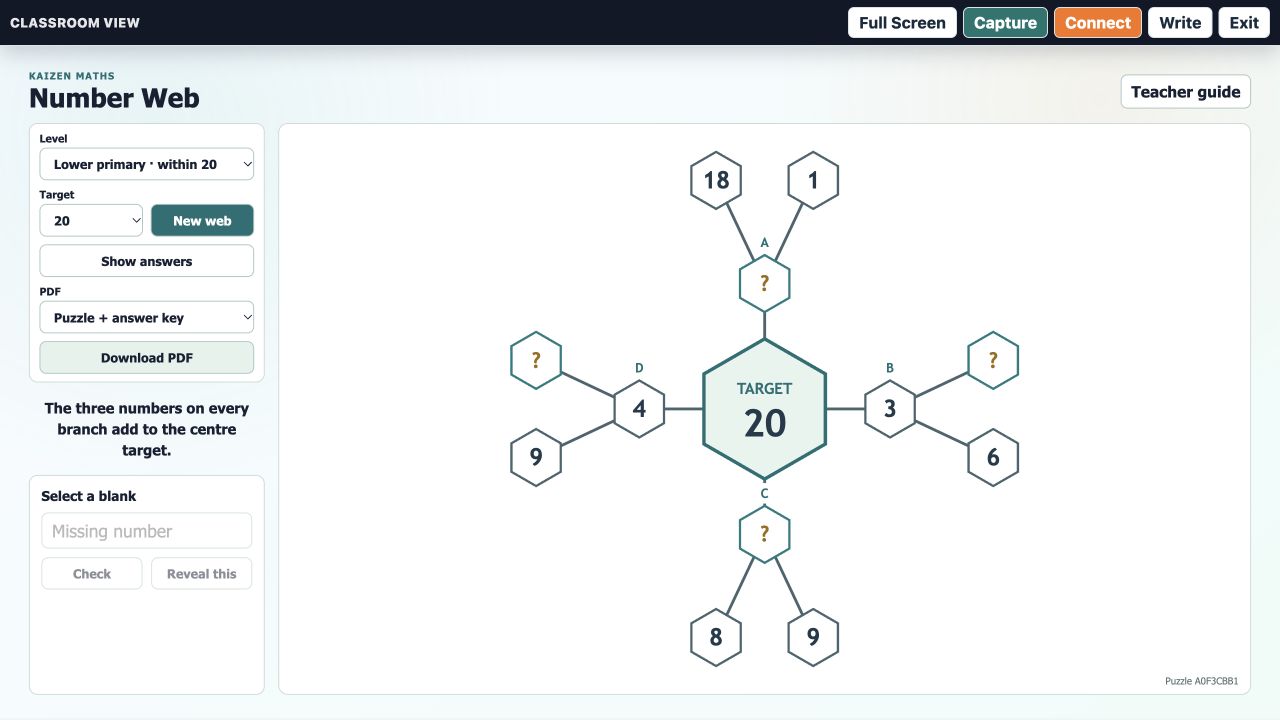 CLASSROOM VIEW
Full Screen
Capture
Connect
Write
Exit
KAIZEN MATHS
Number Web
Teacher guide
Level
Lower primary · within 20
Target
20
New web
Show answers
PDF
Puzzle + answer key
Download PDF
The three numbers on every
branch add to the centre
target.
Select a blank
Missing number
Check
Reveal this
18
1
A
?
?
D
4
9
TARGET
20
B
3
?
6
C
?
8
9
Puzzle A0F3CBB1